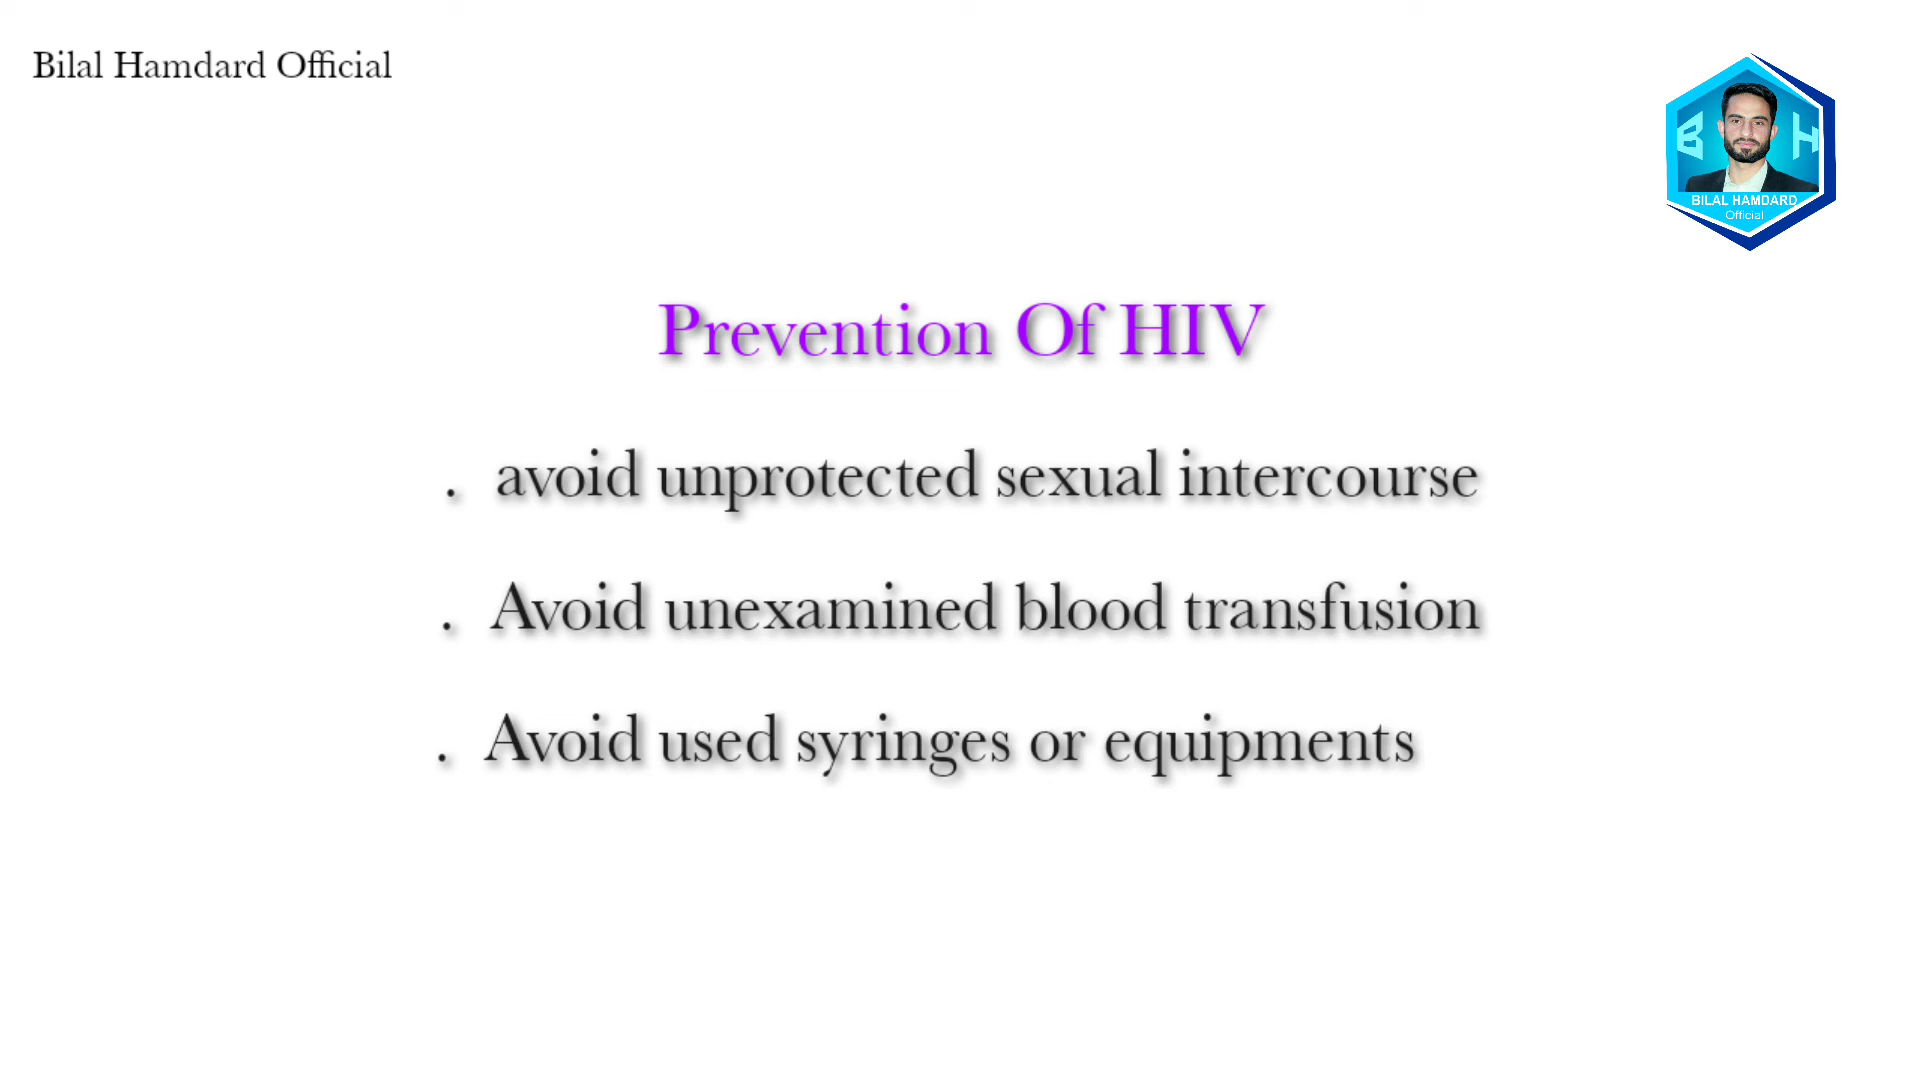 Bilal Hamdard Official
B H
BILAL HAMDARD
Official
Prevention Of HIV
. avoid unprotected sexual intercourse
. Avoid unexamined blood transfusion
. Avoid used syringes or equipments